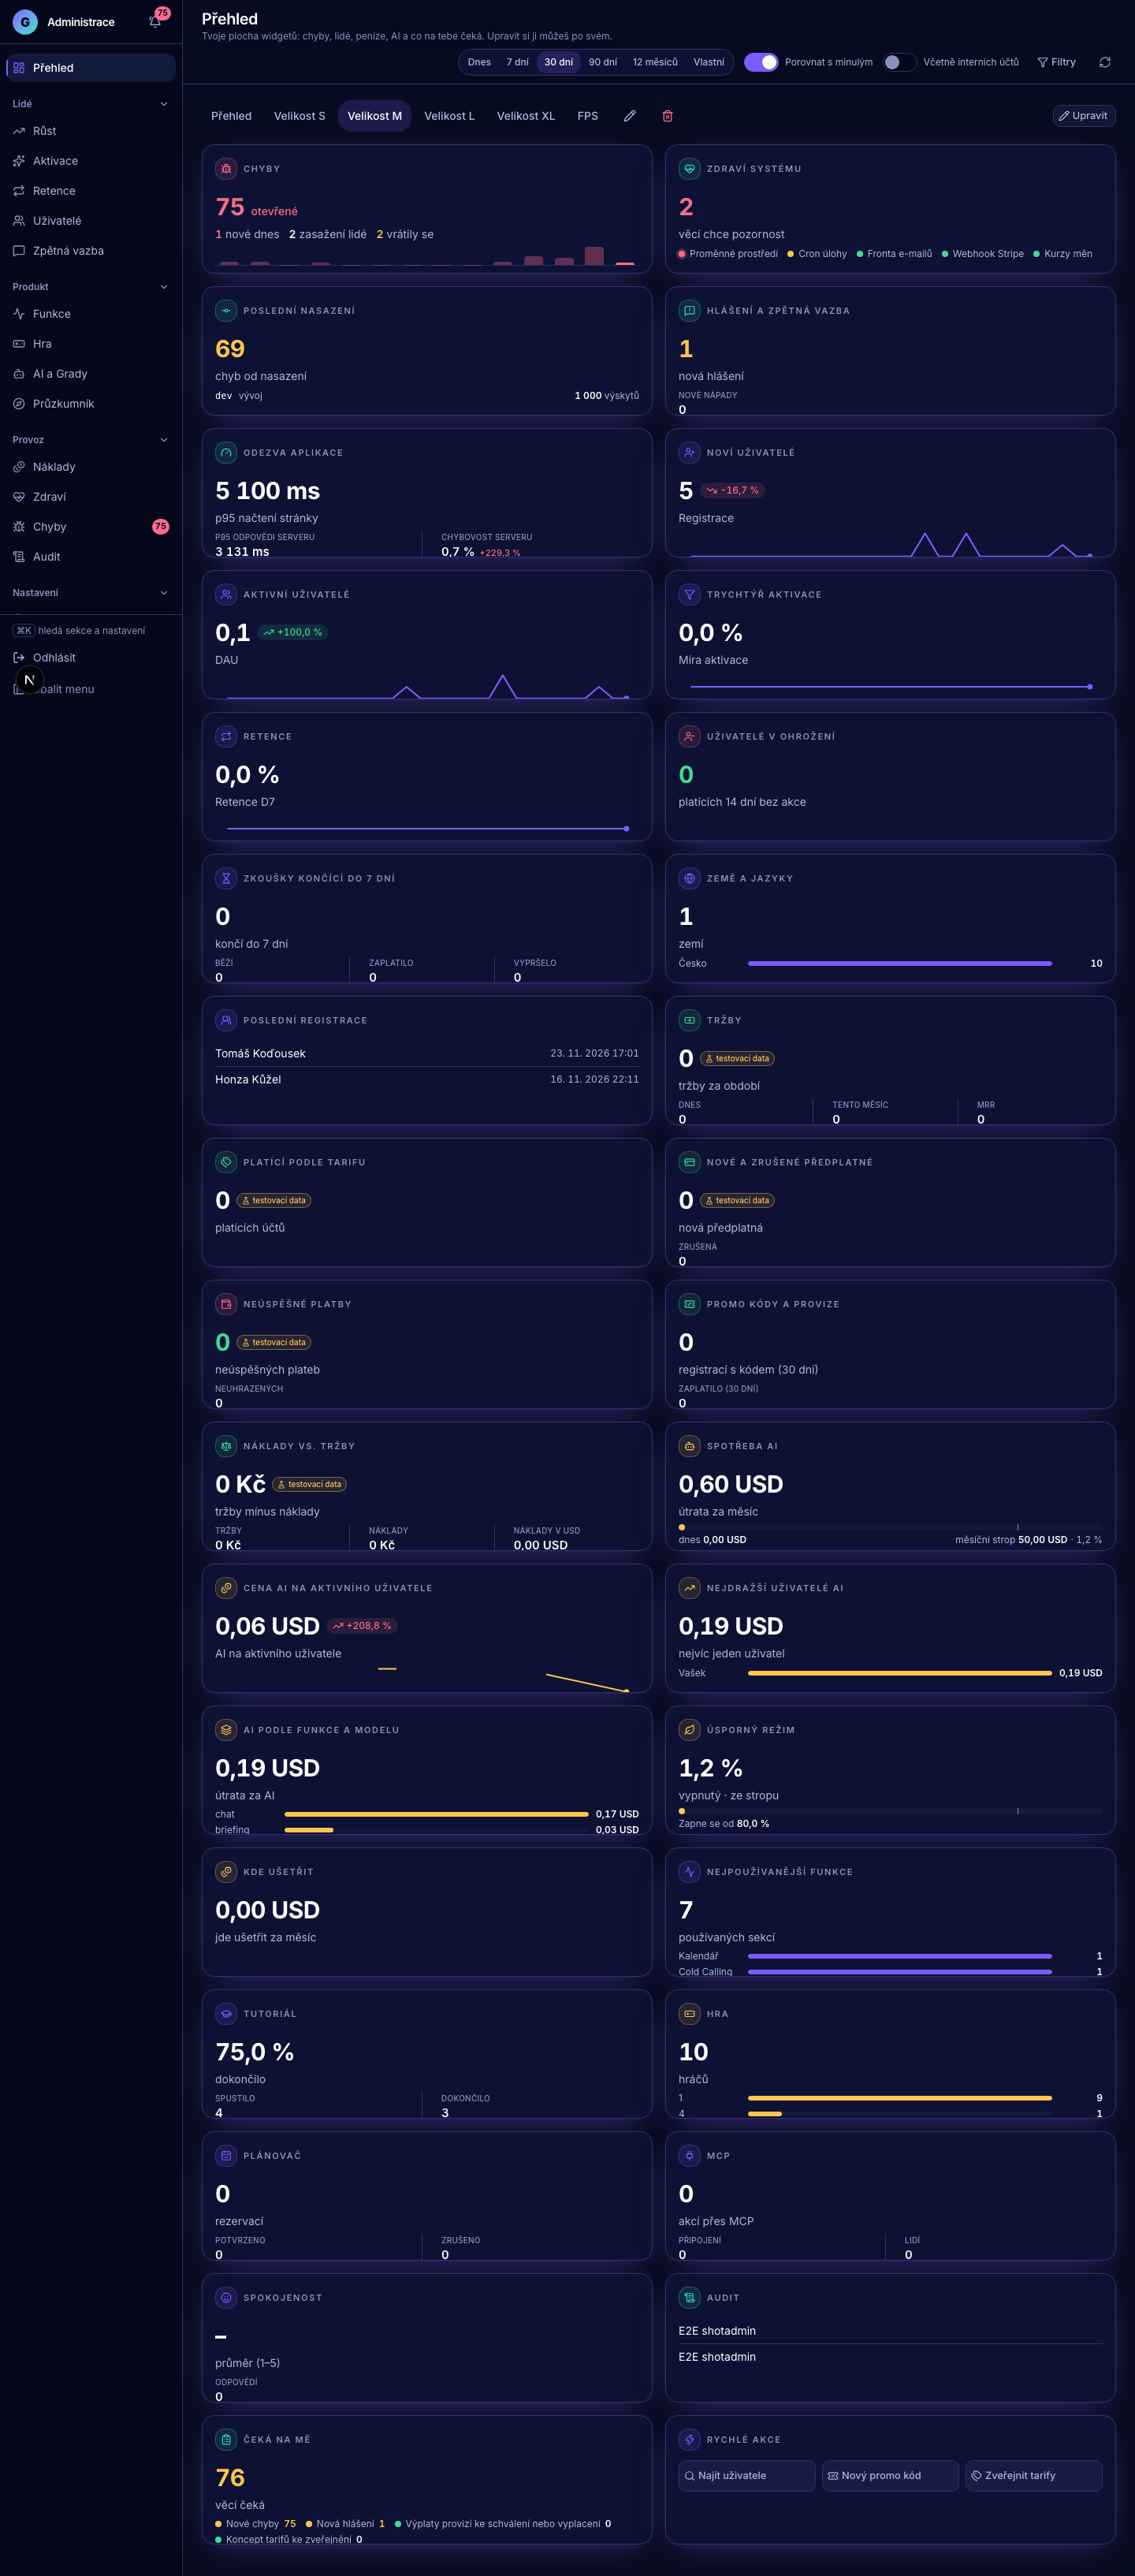 G Administrace 75
Přehled
Lidé
Růst
Aktivace
Retence
Uživatelé
Zpětná vazba
Produkt
Funkce
Hra
AI a Grady
Průzkumník
Provoz
Náklady
Zdraví
Chyby 75
Audit
Nastavení
⌘K hledá sekce a nastavení
Odhlásit
N balit menu
Přehled
Tvoje plocha widgetů: chyby, lidé, peníze, AI a co na tebe čeká. Upravit si ji můžeš po svém.
Dnes 7 dní 30 dní 90 dní 12 měsíců Vlastní Porovnat s minulým Včetně interních účtů Filtry
Přehled Velikost S Velikost M Velikost L Velikost XL FPS Upravit
CHYBY
75 otevřené
1 nové dnes 2 zasažení lidé 2 vrátily se
ZDRAVÍ SYSTÉMU
2
věcí chce pozornost
Proměnné prostředí Cron úlohy Fronta e-mailů Webhook Stripe Kurzy měn
POSLEDNÍ NASAZENÍ
69
chyb od nasazení
dev vývoj 1 000 výskytů
HLÁŠENÍ A ZPĚTNÁ VAZBA
1
nová hlášení
NOVÉ NÁPADY
0
ODEZVA APLIKACE
5 100 ms
p95 načtení stránky
P95 ODPOVĚDI SERVERU CHYBOVOST SERVERU
3 131 ms 0,7 % +229,3 %
NOVÍ UŽIVATELÉ
5 -16,7 %
Registrace
AKTIVNÍ UŽIVATELÉ
0,1 +100,0 %
DAU
TRYCHTÝŘ AKTIVACE
0,0 %
Míra aktivace
RETENCE
0,0 %
Retence D7
UŽIVATELÉ V OHROŽENÍ
0
platících 14 dní bez akce
ZKOUŠKY KONČÍCÍ DO 7 DNÍ
0
končí do 7 dní
BĚŽÍ ZAPLATILO VYPRŠELO
0 0 0
ZEMĚ A JAZYKY
1
zemí
Česko 10
POSLEDNÍ REGISTRACE
Tomáš Koďousek 23. 11. 2026 17:01
Honza Kůžel 16. 11. 2026 22:11
TRŽBY
0 testovací data
tržby za období
DNES TENTO MĚSÍC MRR
0 0 0
PLATÍCÍ PODLE TARIFU
0 testovací data
platících účtů
NOVÉ A ZRUŠENÉ PŘEDPLATNÉ
0 testovací data
nová předplatná
ZRUŠENÁ
0
NEÚSPĚŠNÉ PLATBY
0 testovací data
neúspěšných plateb
NEUHRAZENÝCH
0
PROMO KÓDY A PROVIZE
0
registrací s kódem (30 dní)
ZAPLATILO (30 DNÍ)
0
NÁKLADY VS. TRŽBY
0 Kč testovací data
tržby mínus náklady
TRŽBY NÁKLADY NÁKLADY V USD
0 Kč 0 Kč 0,00 USD
SPOTŘEBA AI
0,60 USD
útrata za měsíc
dnes 0,00 USD měsíční strop 50,00 USD · 1,2 %
CENA AI NA AKTIVNÍHO UŽIVATELE
0,06 USD +208,8 %
AI na aktivního uživatele
NEJDRAŽŠÍ UŽIVATELÉ AI
0,19 USD
nejvíc jeden uživatel
Vašek 0,19 USD
AI PODLE FUNKCE A MODELU
0,19 USD
útrata za AI
chat 0,17 USD
briefing 0,03 USD
ÚSPORNÝ REŽIM
1,2 %
vypnutý · ze stropu
Zapne se od 80,0 %
KDE UŠETŘIT
0,00 USD
jde ušetřit za měsíc
NEJPOUŽÍVANĚJŠÍ FUNKCE
7
používaných sekcí
Kalendář 1
Cold Calling 1
TUTORIÁL
75,0 %
dokončilo
SPUSTILO DOKONČILO
4 3
HRA
10
hráčů
1 9
4 1
PLÁNOVAČ
0
rezervací
POTVRZENO ZRUŠENO
0 0
MCP
0
akcí přes MCP
PŘIPOJENÍ LIDÍ
0 0
SPOKOJENOST
–
průměr (1–5)
ODPOVĚDÍ
0
AUDIT
E2E shotadmin
E2E shotadmin
ČEKÁ NA MĚ
76
věcí čeká
Nové chyby 75 Nová hlášení 1 Výplaty provizí ke schválení nebo vyplacení 0
Koncept tarifů ke zveřejnění 0
RYCHLÉ AKCE
Najít uživatele Nový promo kód Zveřejnit tarify